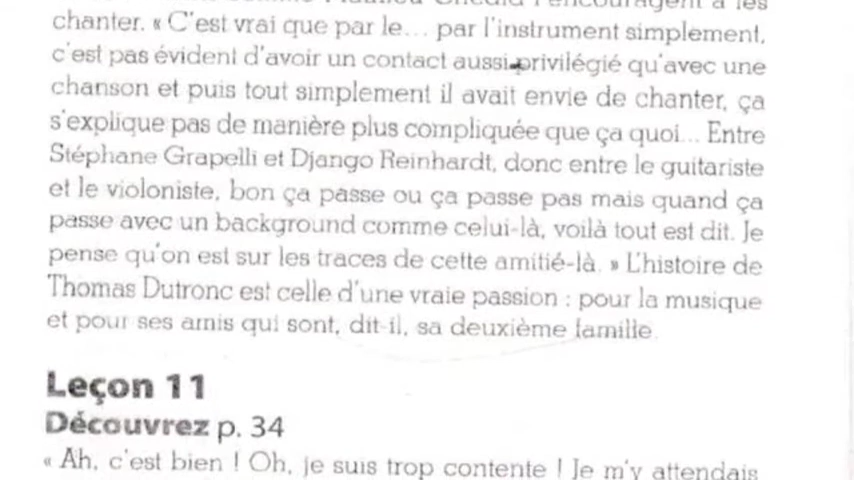 l'encouragent à les
chanter. « C'est vrai que par le... par l'instrument simplement,
c'est pas évident d'avoir un contact aussi privilégié qu'avec une
chanson et puis tout simplement il avait envie de chanter, ça
s'explique pas de manière plus compliquée que ça quoi... Entre
Stéphane Grapelli et Django Reinhardt, donc entre le guitariste
et le violoniste, bon ça passe ou ça passe pas mais quand ça
passe avec un background comme celui-là, voilà tout est dit. Je
pense qu'on est sur les traces de cette amitié-là. » L'histoire de
Thomas Dutronc est celle d'une vraie passion : pour la musique
et pour ses amis qui sont, dit-il, sa deuxième famille.
Leçon 11
Découvrez p. 34
« Ah, c'est bien ! Oh, je suis trop contente ! Je m'y attendais